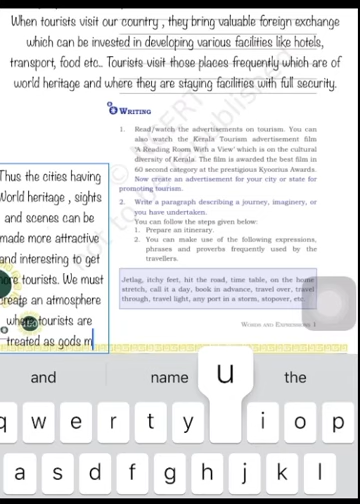 When tourists visit our country , they bring valuable foreign exchange
which can be invested in developing various facilities like hotels,
transport, food etc.. Tourists visit those places frequently which are of
world heritage and where they are staying facilities with full security.
WRITING
1. Read/watch the advertisements on tourism. You can
also watch the Kerala Tourism advertisement film
'A Reading Room With a View' which is on the cultural
diversity of Kerala. The film is awarded the best film in
60 second category at the prestigious Kyoorius Awards.
Now create an advertisement for your city or state for
promoting tourism.
2. Write a paragraph describing a journey, imaginery, or
you have undertaken.
You can follow the steps given below:
1. Prepare an itinerary.
2. You can make use of the following expressions,
phrases and proverbs frequently used by the
travellers.
Jetlag, itchy feet, hit the road, time table, on the home
stretch, call it a day, book in advance, travel over, travel
through, travel light, any port in a storm, stopover, etc.
WORDS AND EXPRESSIONS 1
Thus the cities having
World heritage , sights
and scenes can be
made more attractive
and interesting to get
more tourists. We must
create an atmosphere
where tourists are
treated as gods m
and name the
U
q w e r t y i o p
a s d f g h j k l